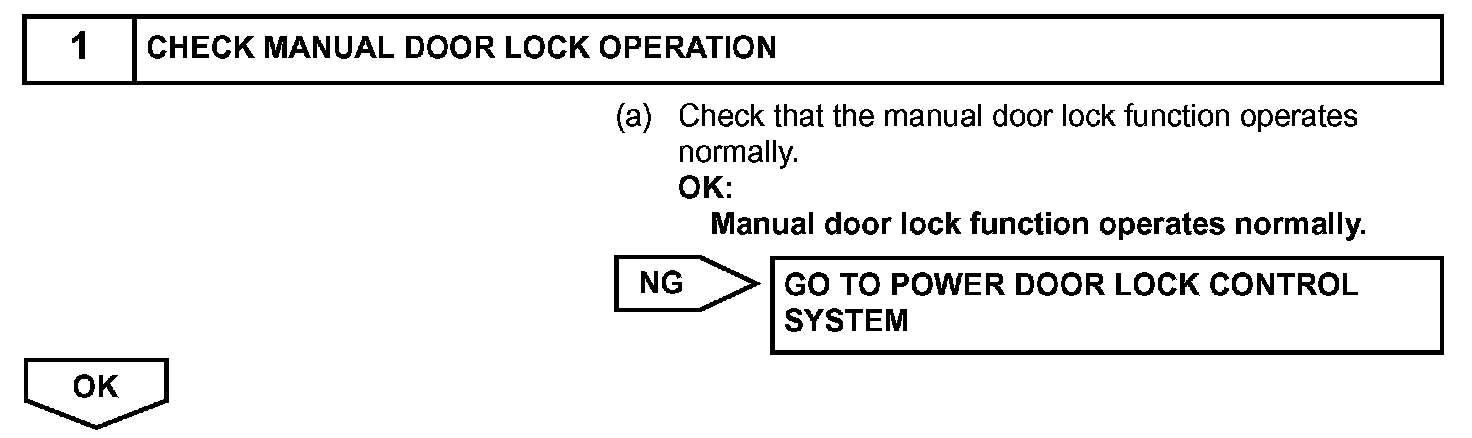 1 CHECK MANUAL DOOR LOCK OPERATION
(a) Check that the manual door lock function operates
normally.
OK:
Manual door lock function operates normally.
NG
GO TO POWER DOOR LOCK CONTROL
SYSTEM
OK